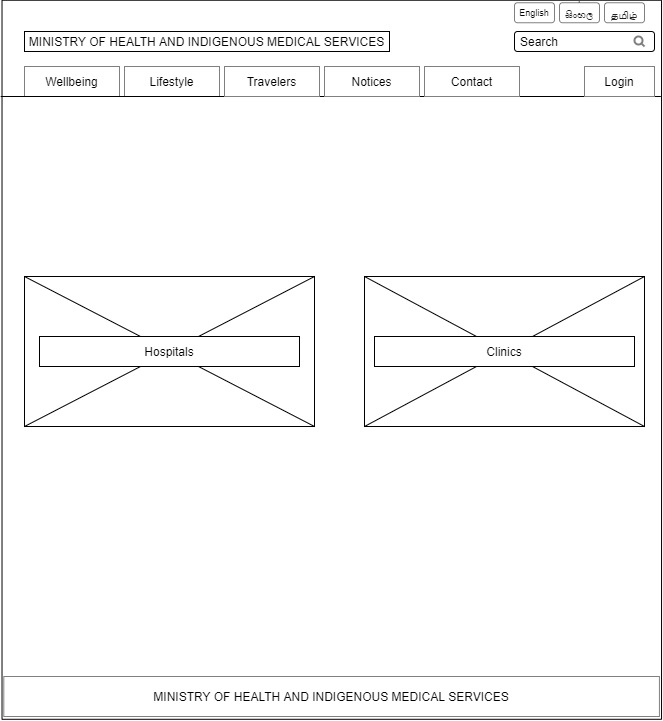 English සිංහල தமிழ்
MINISTRY OF HEALTH AND INDIGENOUS MEDICAL SERVICES
Search
Wellbeing Lifestyle Travelers Notices Contact Login
Hospitals Clinics
MINISTRY OF HEALTH AND INDIGENOUS MEDICAL SERVICES